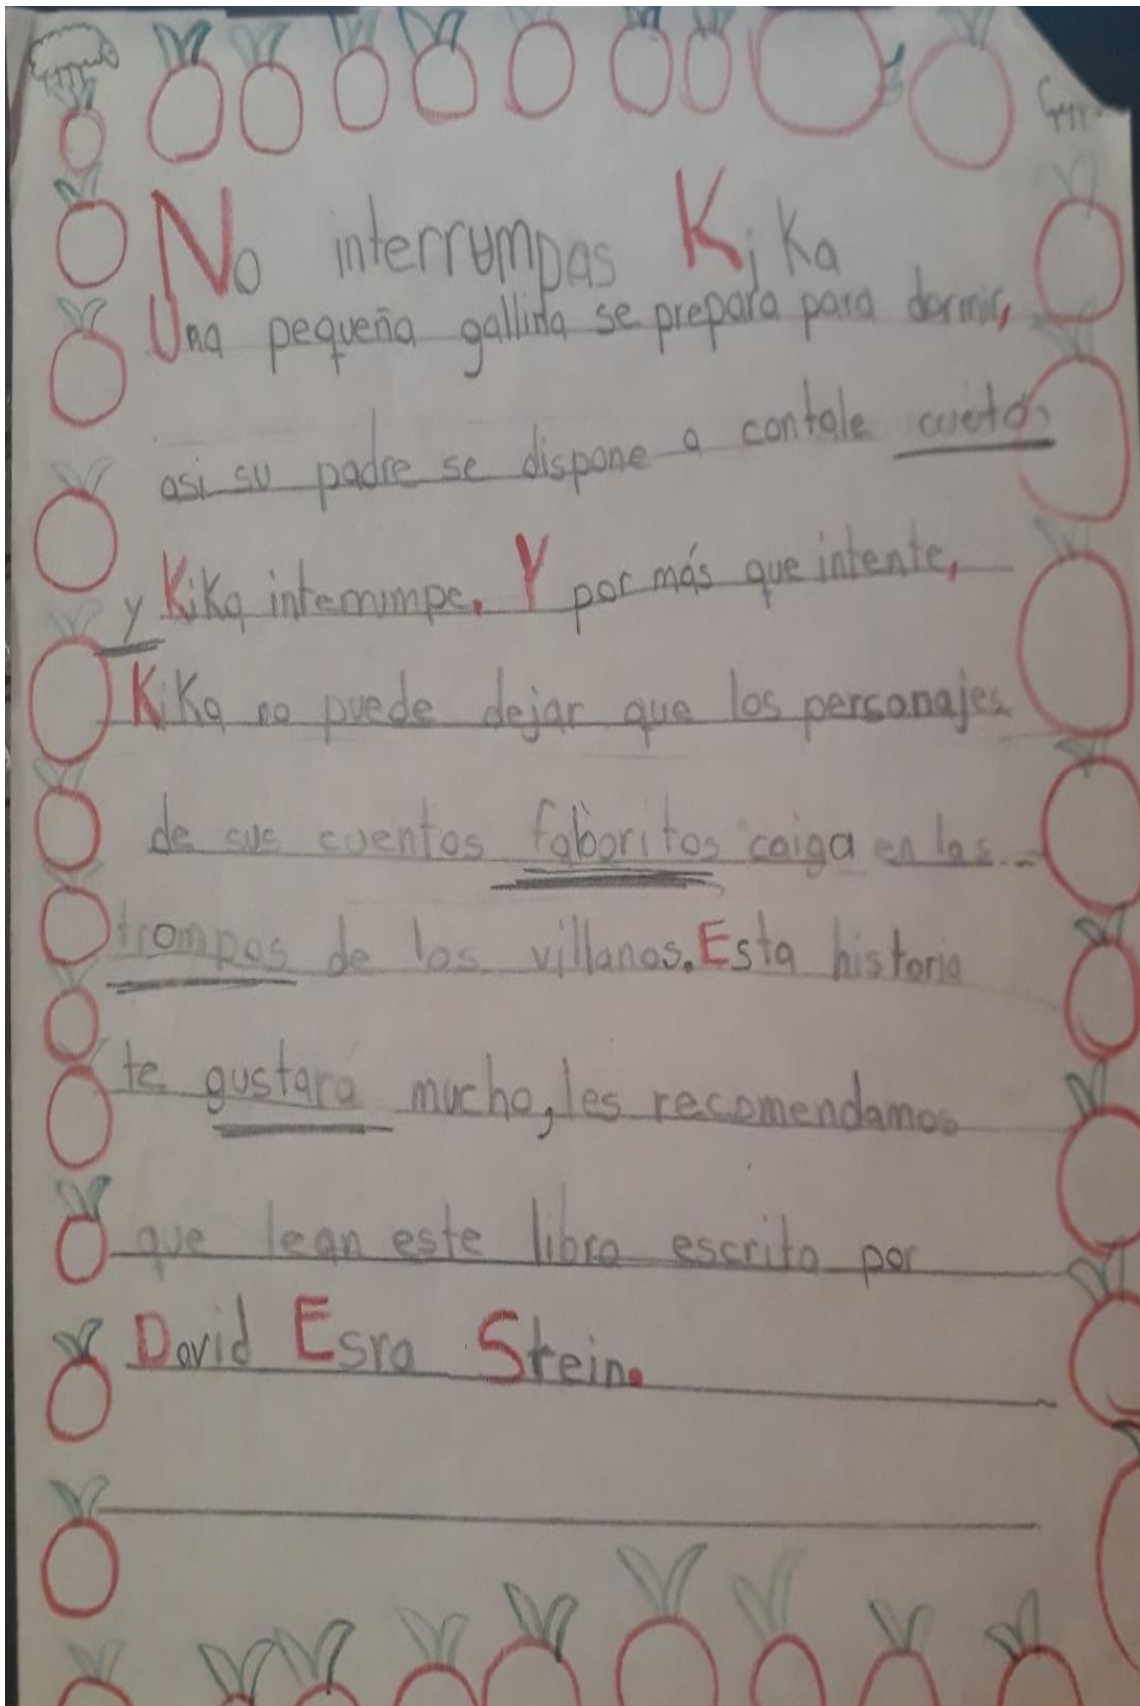 No interrumpas Kika
Una pequeña gallina se prepara para dormir,
asi su padre se dispone a contale cueto
y Kika interrumpe. Y por más que intente,
Kika no puede dejar que los personajes
de sus cuentos faboritos caiga en las
trompas de los villanos. Esta historia
te gustara mucho, les recomendamos
que lean este libro escrito por
David Esra Stein.